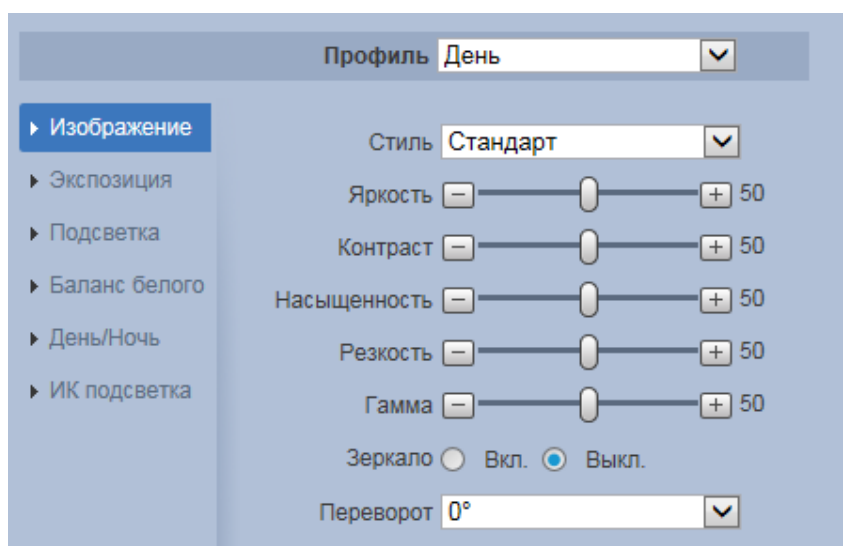 Профиль День
Изображение
Экспозиция
Подсветка
Баланс белого
День/Ночь
ИК подсветка
Стиль Стандарт
Яркость 50
Контраст 50
Насыщенность 50
Резкость 50
Гамма 50
Зеркало Вкл. Выкл.
Переворот 0°